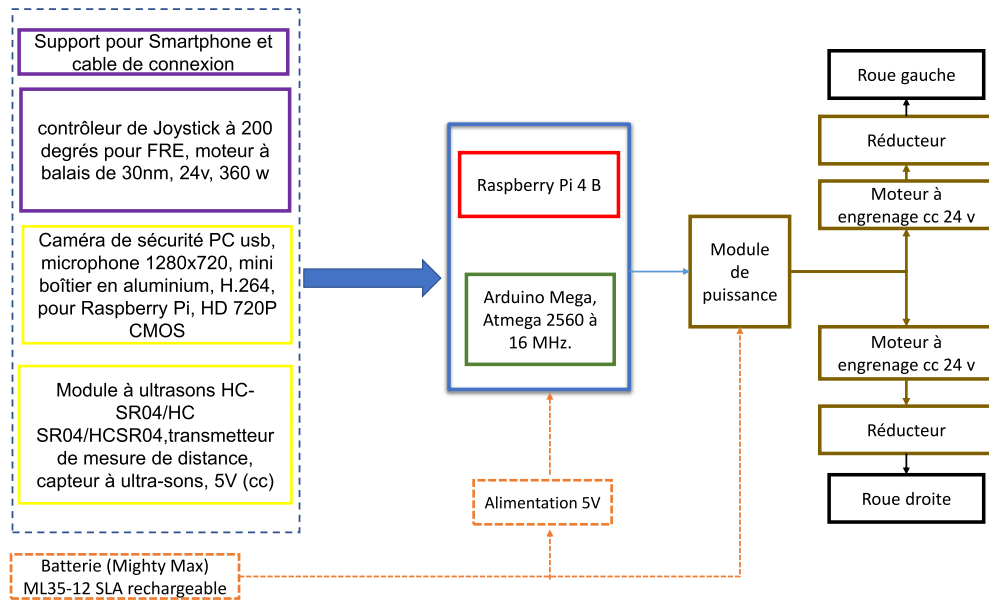 Support pour Smartphone et
cable de connexion
contrôleur de Joystick à 200
degrés pour FRE, moteur à
balais de 30nm, 24v, 360 w
Caméra de sécurité PC usb,
microphone 1280x720, mini
boîtier en aluminium, H.264,
pour Raspberry Pi, HD 720P
CMOS
Module à ultrasons HC-
SR04/HC
SR04/HCSR04,transmetteur
de mesure de distance,
capteur à ultra-sons, 5V (cc)
Batterie (Mighty Max)
ML35-12 SLA rechargeable
Raspberry Pi 4 B
Arduino Mega,
Atmega 2560 à
16 MHz.
Alimentation 5V
Module
de
puissance
Roue gauche
Réducteur
Moteur à
engrenage cc 24 v
Moteur à
engrenage cc 24 v
Réducteur
Roue droite